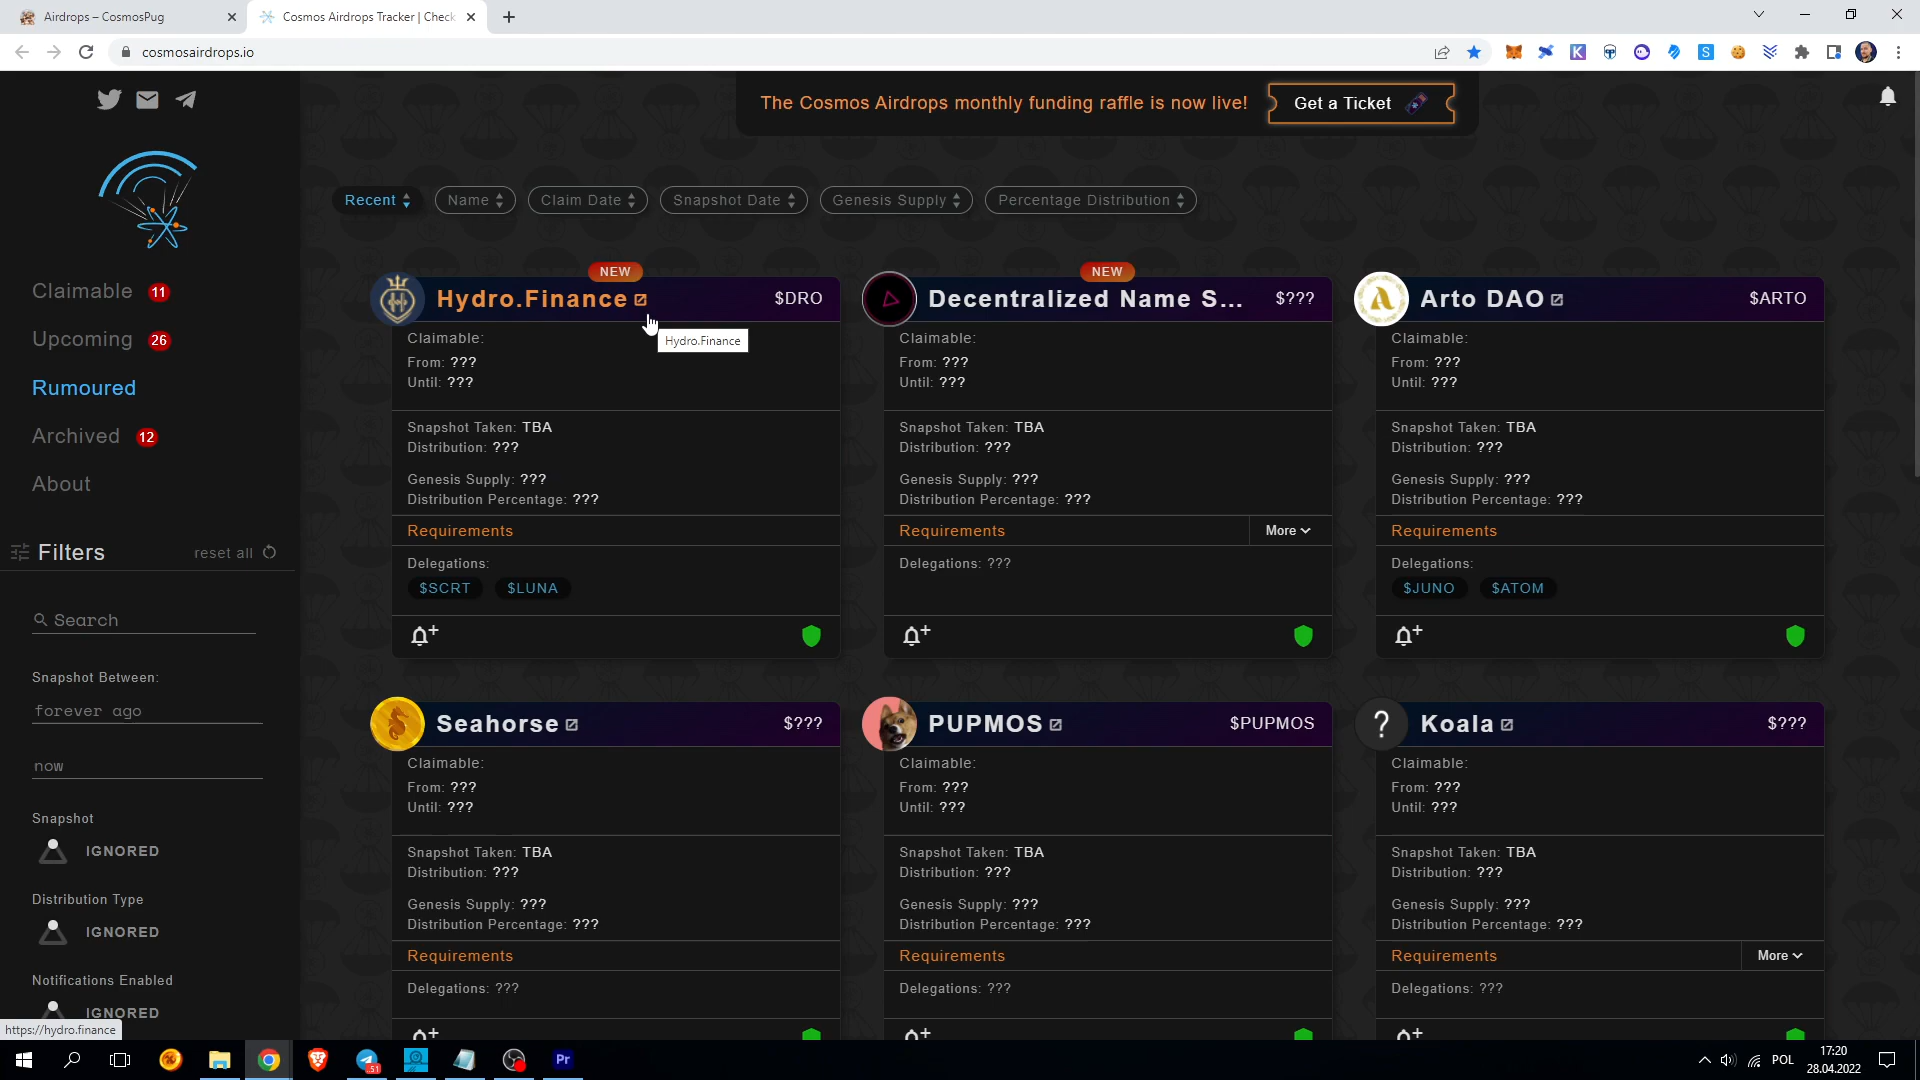 Airdrops – CosmosPug
Cosmos Airdrops Tracker | Check
cosmosairdrops.io
The Cosmos Airdrops monthly funding raffle is now live!
Get a Ticket
Recent
Name
Claim Date
Snapshot Date
Genesis Supply
Percentage Distribution
Claimable 11
Upcoming 26
Rumoured
Archived 12
About
Filters
reset all
Search
Snapshot Between:
forever ago
now
Snapshot
IGNORED
Distribution Type
IGNORED
Notifications Enabled
IGNORED
https://hydro.finance
NEW
Hydro.Finance $DRO
Hydro.Finance
Claimable:
From: ???
Until: ???
Snapshot Taken: TBA
Distribution: ???
Genesis Supply: ???
Distribution Percentage: ???
Requirements
Delegations:
$SCRT $LUNA
NEW
Decentralized Name S... $???
Claimable:
From: ???
Until: ???
Snapshot Taken: TBA
Distribution: ???
Genesis Supply: ???
Distribution Percentage: ???
Requirements
More
Delegations: ???
Arto DAO $ARTO
Claimable:
From: ???
Until: ???
Snapshot Taken: TBA
Distribution: ???
Genesis Supply: ???
Distribution Percentage: ???
Requirements
Delegations:
$JUNO $ATOM
Seahorse $???
Claimable:
From: ???
Until: ???
Snapshot Taken: TBA
Distribution: ???
Genesis Supply: ???
Distribution Percentage: ???
Requirements
Delegations: ???
PUPMOS $PUPMOS
Claimable:
From: ???
Until: ???
Snapshot Taken: TBA
Distribution: ???
Genesis Supply: ???
Distribution Percentage: ???
Requirements
Delegations: ???
?
Koala $???
Claimable:
From: ???
Until: ???
Snapshot Taken: TBA
Distribution: ???
Genesis Supply: ???
Distribution Percentage: ???
Requirements
More
Delegations: ???
51
Pr
POL
17:20
28.04.2022